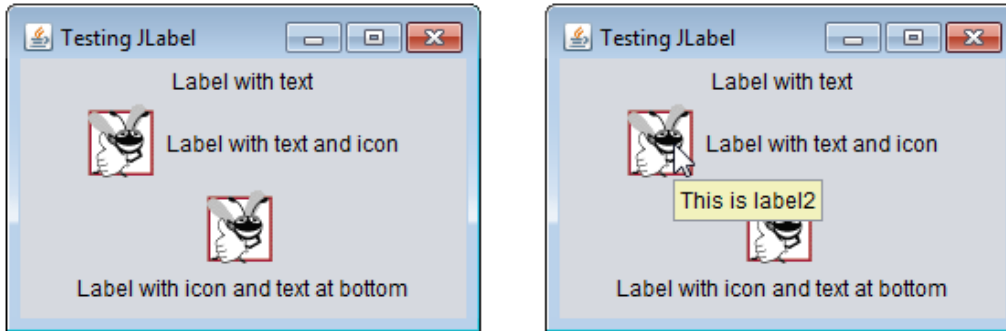 Testing JLabel
Label with text
Label with text and icon
Label with icon and text at bottom
Testing JLabel
Label with text
Label with text and icon
This is label2
Label with icon and text at bottom